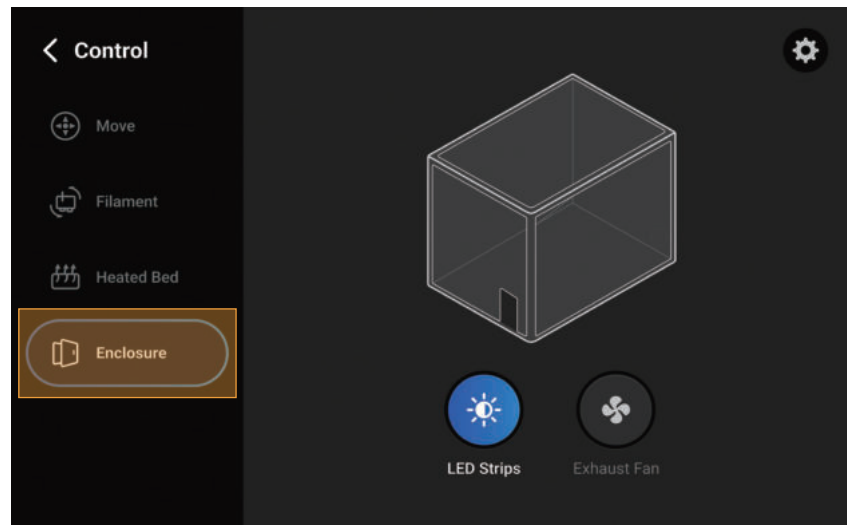 Control
Move
Filament
Heated Bed
Enclosure
LED Strips
Exhaust Fan